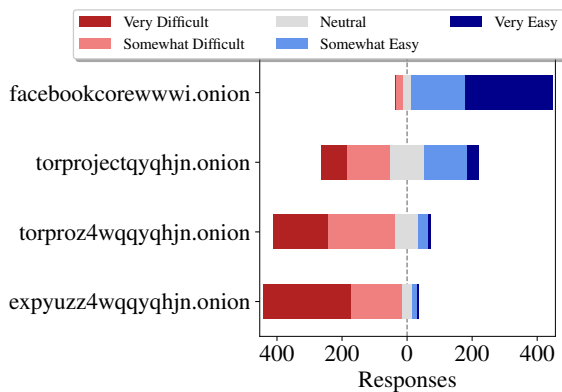 Very Difficult
Somewhat Difficult
Neutral
Somewhat Easy
Very Easy
facebookcorewwwi.onion
torprojectqyqhjn.onion
torproz4wqqyqhjn.onion
expyuzz4wqqyqhjn.onion
400 200 0 200 400
Responses